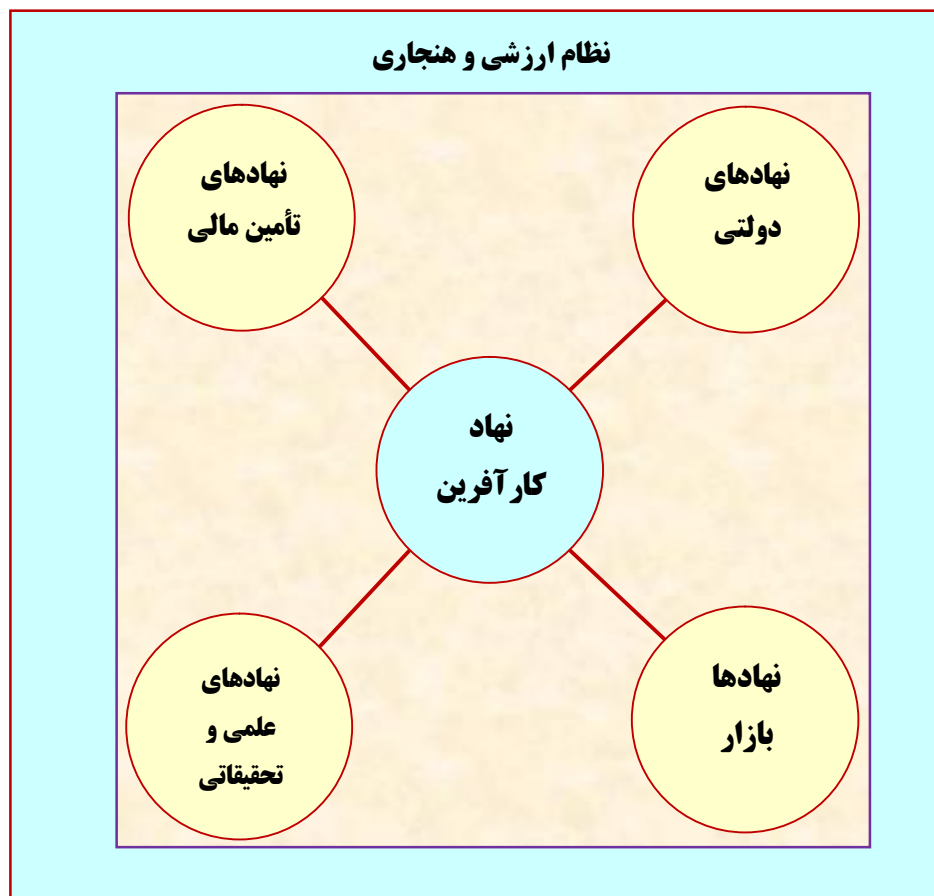 نظام ارزشی و هنجاری
نهادهای
دولتی
نهادهای
تأمین مالی
نهاد
کارآفرین
نهادها
بازار
نهادهای
علمی و
تحقیقاتی